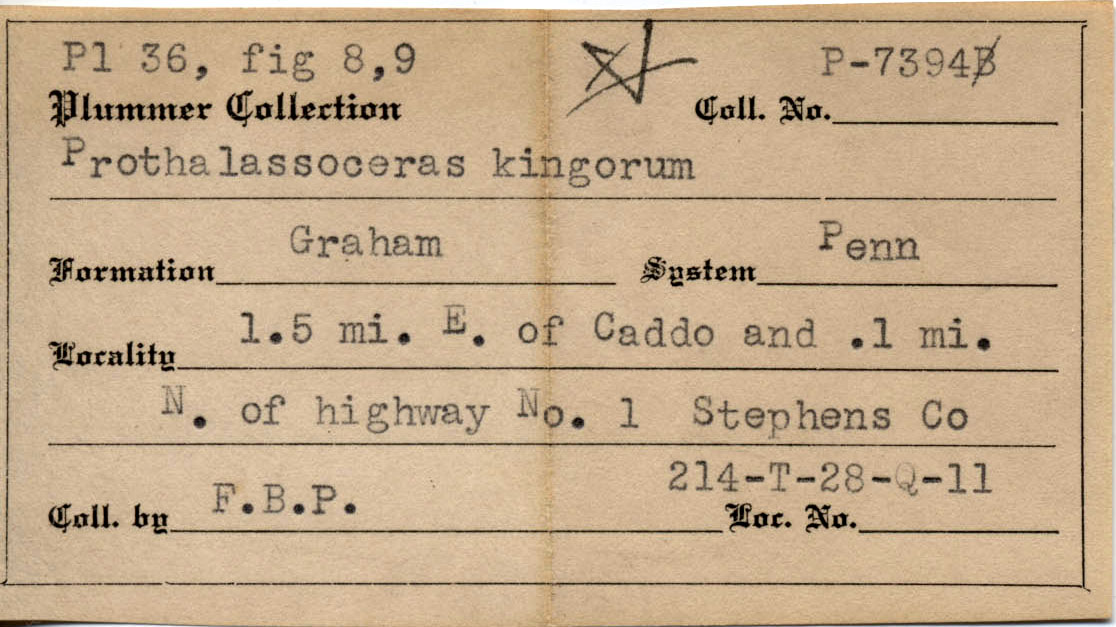 Pl 36, fig 8,9 P-7394B
Plummer Collection Coll. No.
Prothalassoceras kingorum
Graham Penn
Formation System
1.5 mi. E. of Caddo and .1 mi.
Locality
N. of highway No. 1 Stephens Co
214-T-28-Q-11
F.B.P.
Coll. by Loc. No.